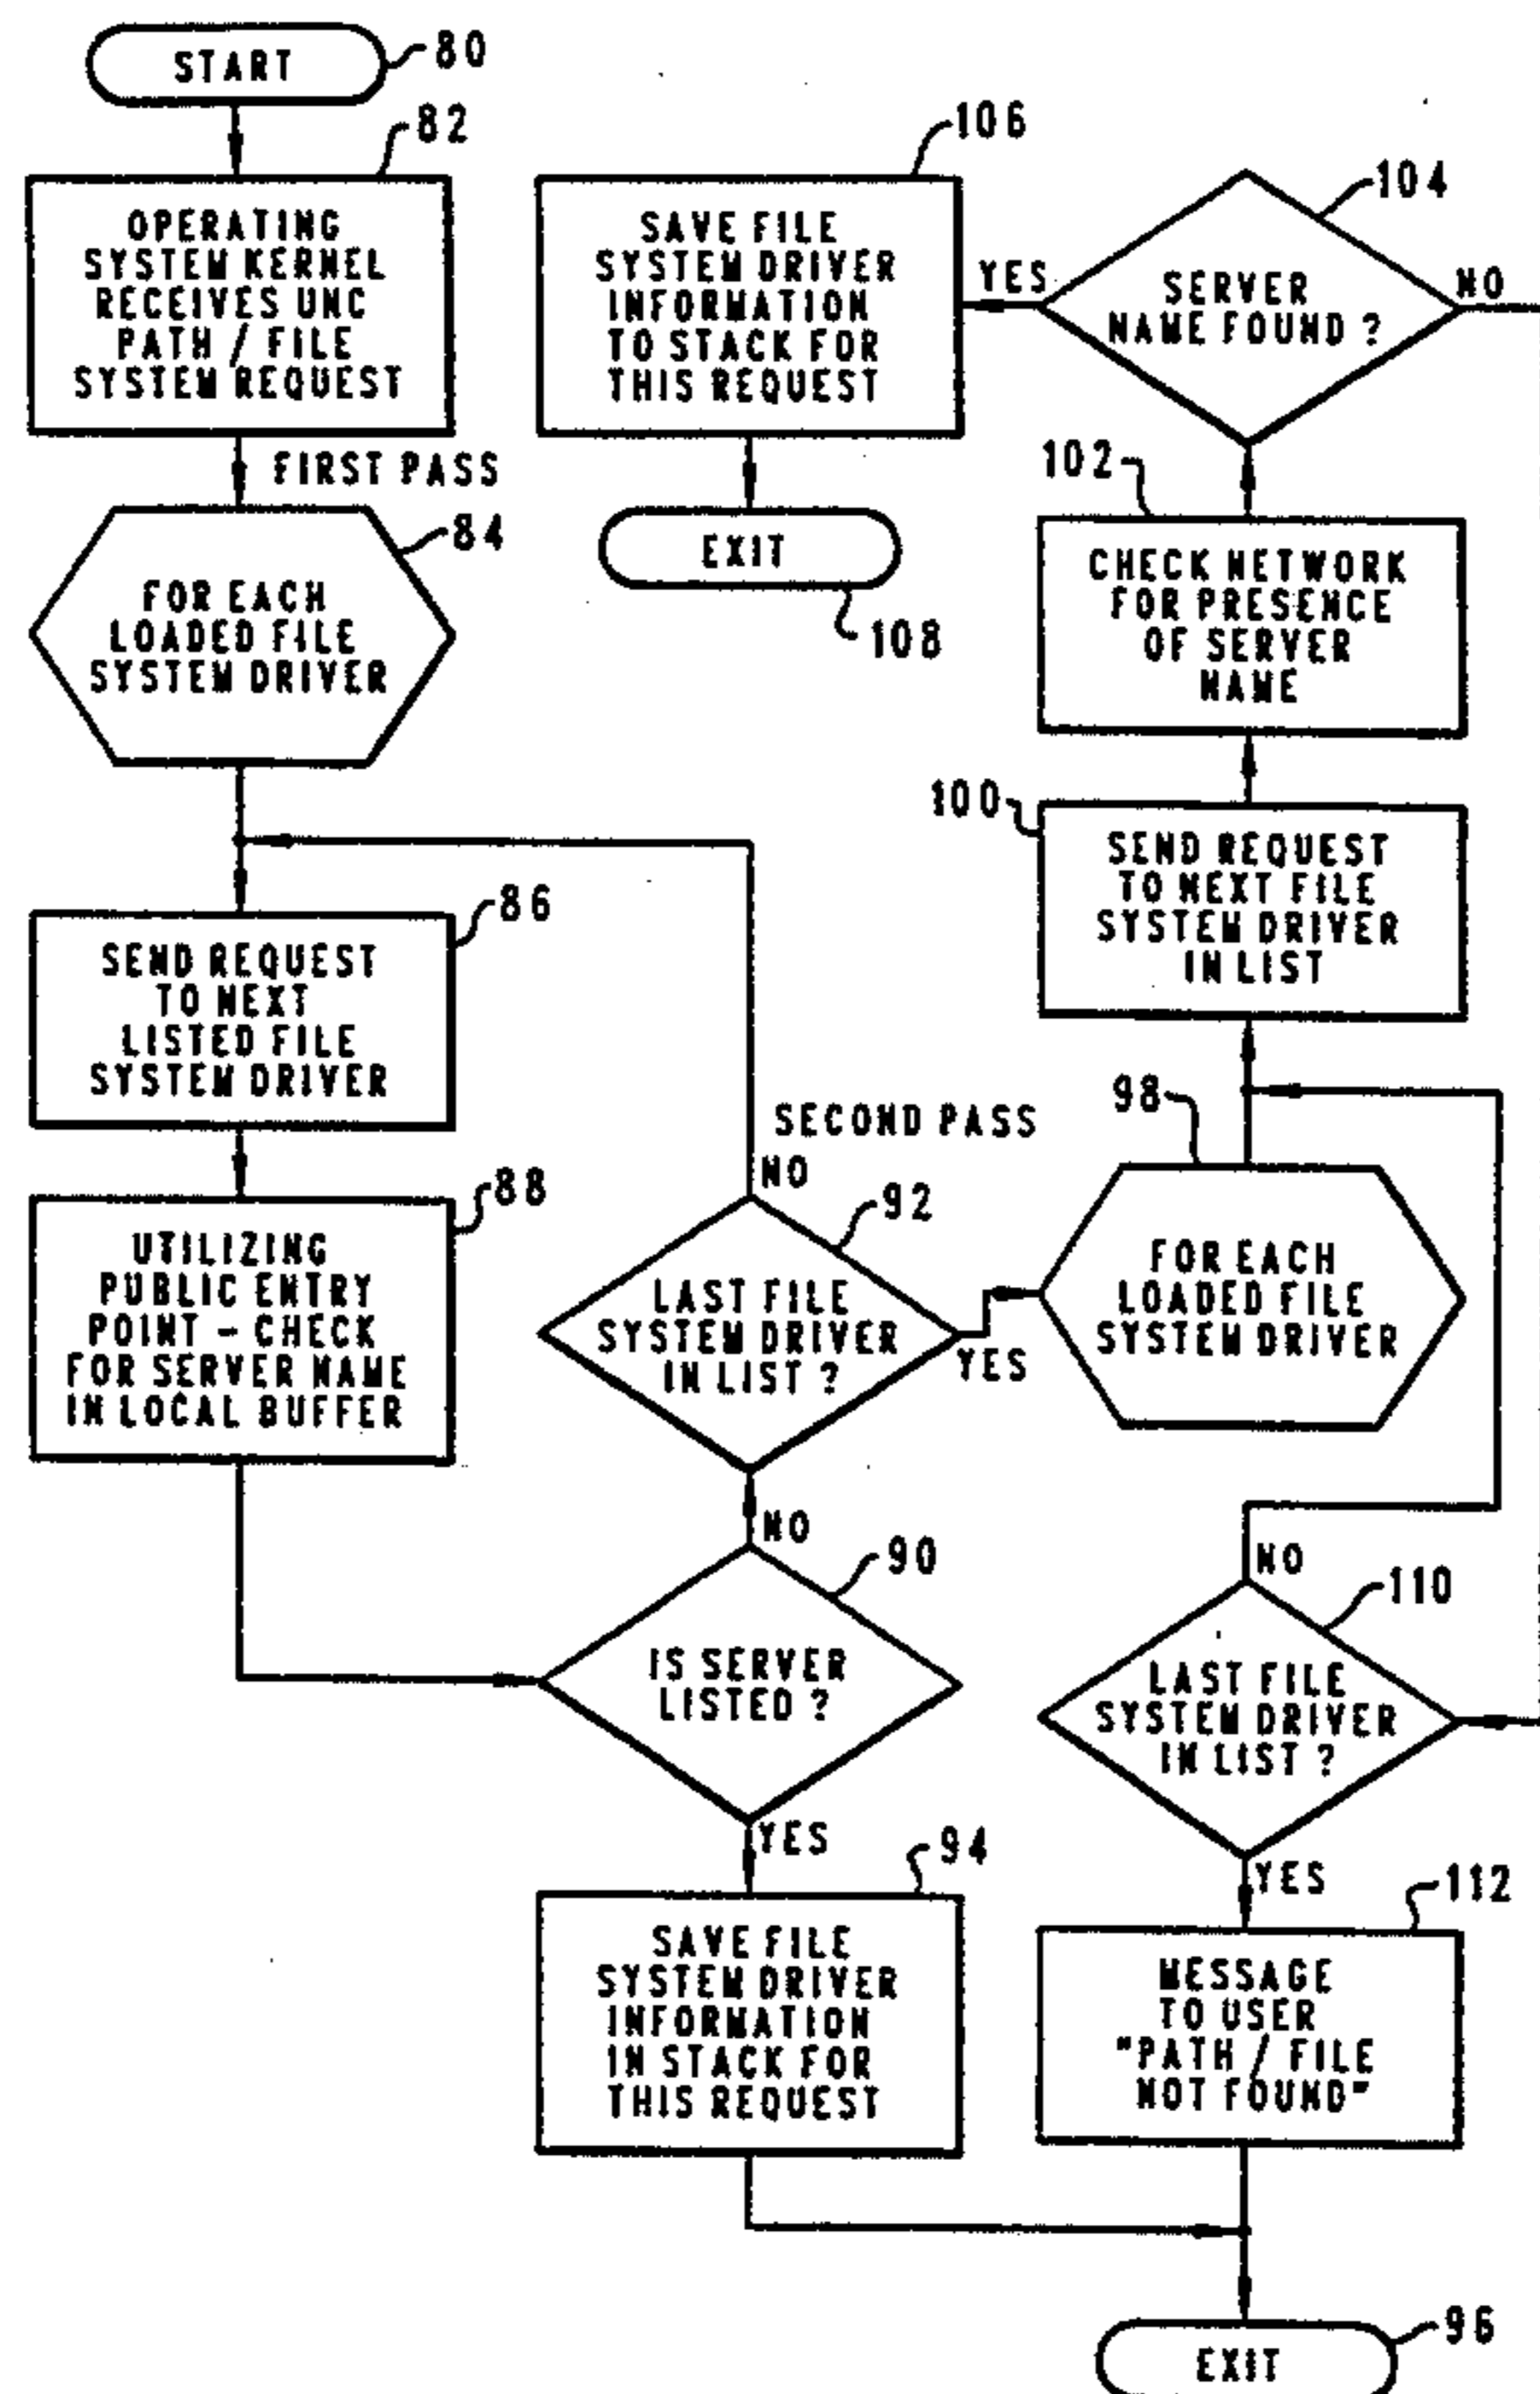 START
80
82
OPERATING
SYSTEM KERNEL
RECEIVES UNC
PATH / FILE
SYSTEM REQUEST
FIRST PASS
84
FOR EACH
LOADED FILE
SYSTEM DRIVER
86
SEND REQUEST
TO NEXT
LISTED FILE
SYSTEM DRIVER
88
UTILIZING
PUBLIC ENTRY
POINT - CHECK
FOR SERVER NAME
IN LOCAL BUFFER
90
IS SERVER
LISTED ?
NO
YES
92
LAST FILE
SYSTEM DRIVER
IN LIST ?
NO
YES
SECOND PASS
94
SAVE FILE
SYSTEM DRIVER
INFORMATION
IN STACK FOR
THIS REQUEST
98
FOR EACH
LOADED FILE
SYSTEM DRIVER
100
SEND REQUEST
TO NEXT FILE
SYSTEM DRIVER
IN LIST
102
CHECK NETWORK
FOR PRESENCE
OF SERVER
NAME
104
SERVER
NAME FOUND ?
YES
NO
106
SAVE FILE
SYSTEM DRIVER
INFORMATION
TO STACK FOR
THIS REQUEST
EXIT
108
110
LAST FILE
SYSTEM DRIVER
IN LIST ?
NO
YES
112
MESSAGE
TO USER
"PATH / FILE
NOT FOUND"
96
EXIT